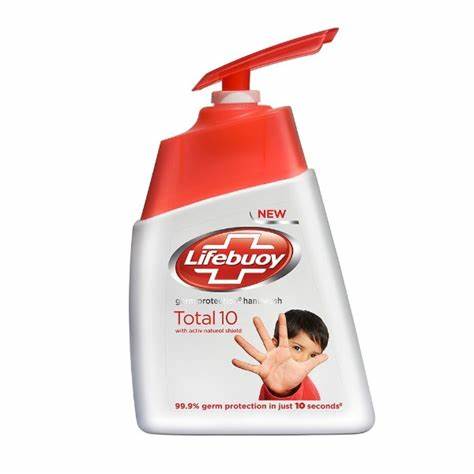 NEW
Lifebuoy
germ protection handwash
Total 10
with activ naturol shield
99.9% germ protection in just 10 seconds#